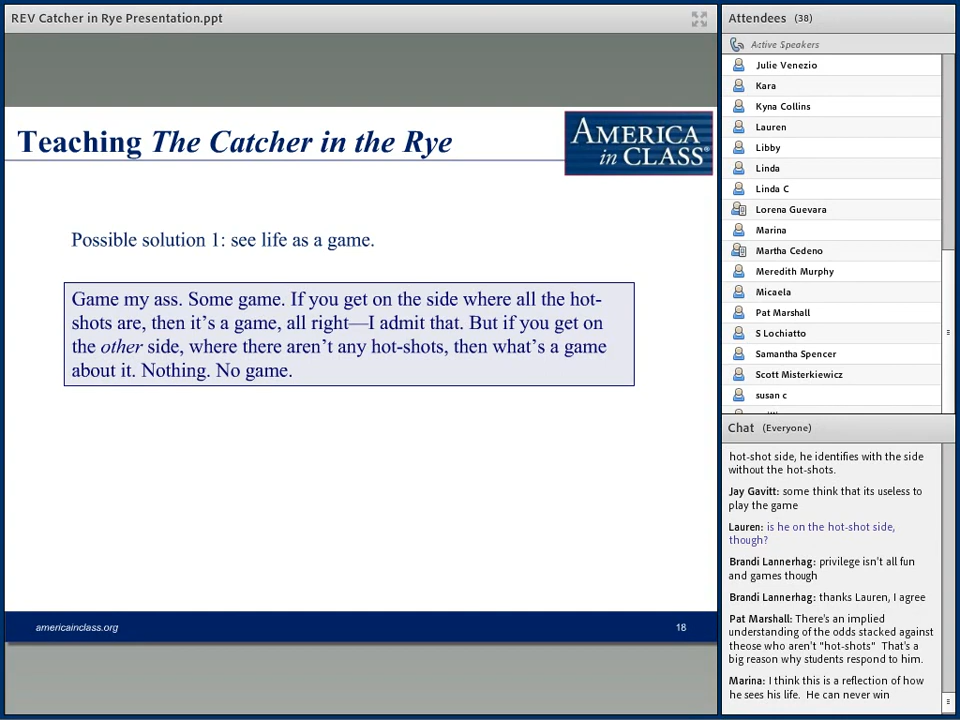 REV Catcher in Rye Presentation.ppt
Teaching The Catcher in the Rye
AMERICA
in CLASS®
Possible solution 1: see life as a game.
Game my ass. Some game. If you get on the side where all the hot-
shots are, then it’s a game, all right—I admit that. But if you get on
the other side, where there aren’t any hot-shots, then what’s a game
about it. Nothing. No game.
americainclass.org
18
Attendees (38)
Active Speakers
Julie Venezio
Kara
Kyna Collins
Lauren
Libby
Linda
Linda C
Lorena Guevara
Marina
Martha Cedeno
Meredith Murphy
Micaela
Pat Marshall
S Lochiatto
Samantha Spencer
Scott Misterkiewicz
susan c
Chat (Everyone)
hot-shot side, he identifies with the side
without the hot-shots.
Jay Gavitt: some think that its useless to
play the game
Lauren: is he on the hot-shot side,
though?
Brandi Lannerhag: privilege isn't all fun
and games though
Brandi Lannerhag: thanks Lauren, I agree
Pat Marshall: There's an implied
understanding of the odds stacked against
theose who aren't "hot-shots" That's a
big reason why students respond to him.
Marina: I think this is a reflection of how
he sees his life. He can never win